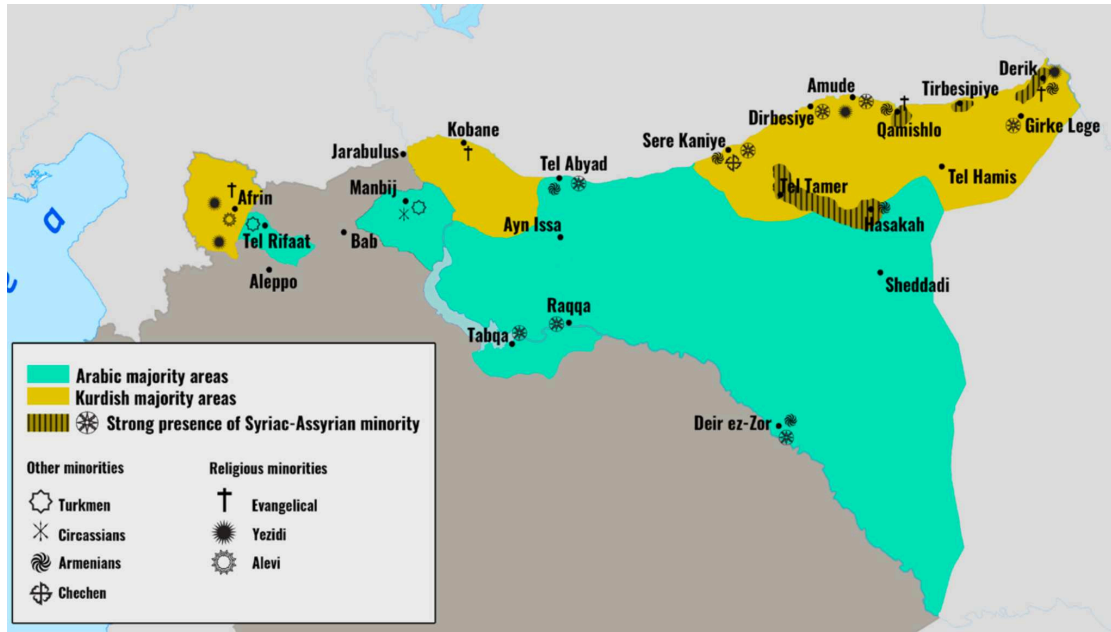 Derik
Amude
Tirbesipiye
Dirbesiye
Qamishlo
Girke Lege
Kobane
Sere Kaniye
Jarabulus
Tel Abyad
Tel Hamis
Manbij
Tel Tamer
Afrin
Ayn Issa
Hasakah
Tel Rifaat
Bab
Aleppo
Sheddadi
Raqqa
Tabqa
Deir ez-Zor
Arabic majority areas
Kurdish majority areas
Strong presence of Syriac-Assyrian minority
Other minorities
Turkmen
Circassians
Armenians
Chechen
Religious minorities
Evangelical
Yezidi
Alevi